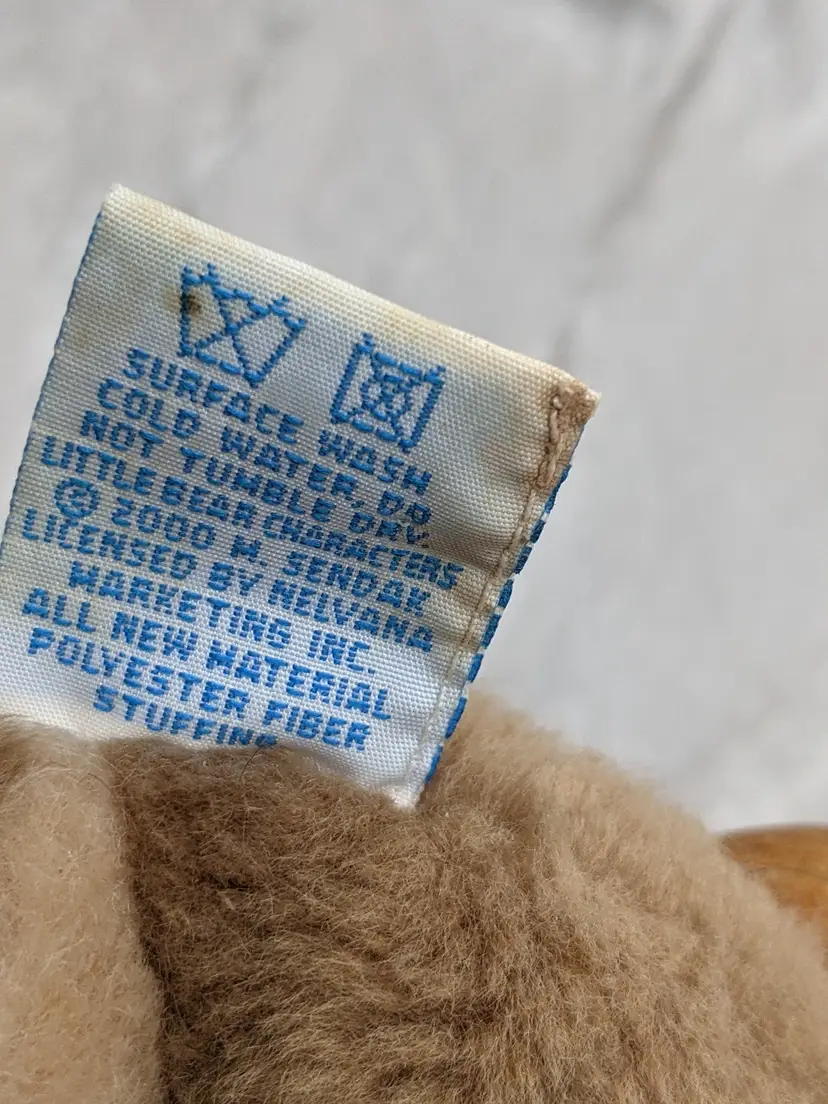 SURFACE WASH
COLD WATER, DO
NOT TUMBLE DRY.
LITTLE BEAR CHARACTERS
© 2000 M. SENDAK
LICENSED BY NELVANA
MARKETING INC.
ALL NEW MATERIAL
POLYESTER FIBER
STUFFING